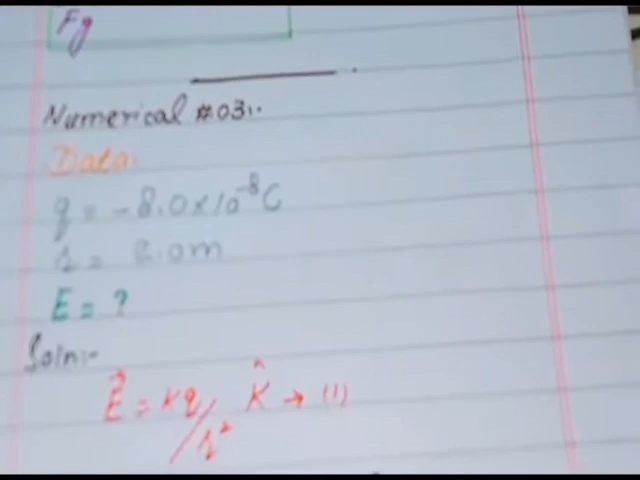 Fg
Numerical #03:.
Data:
q = -8.0×10⁻⁸C
r = 2.0m
E = ?
Soln:-
E⃗ = Kq/r² K̂ → (1)